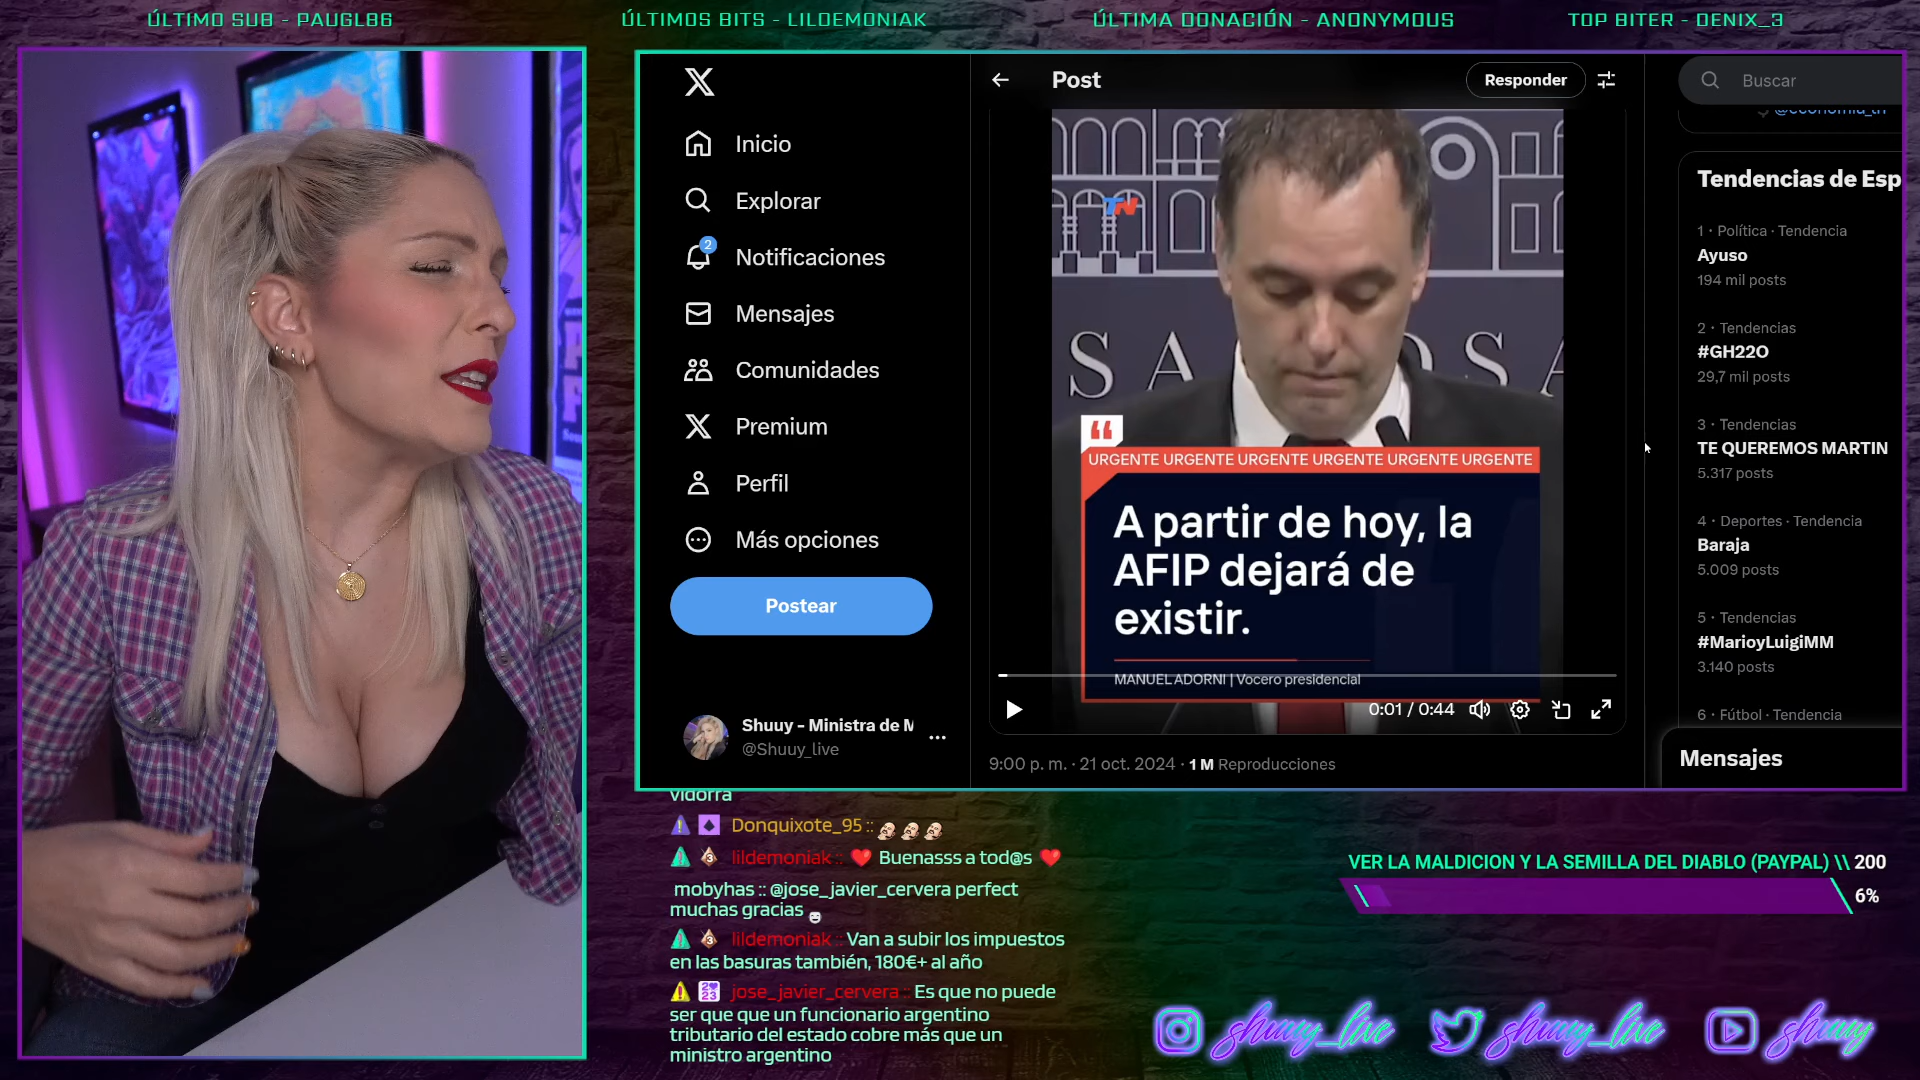 ÚLTIMO SUB - PAUGL86
ÚLTIMOS BITS - LILDEMONIAK
ÚLTIMA DONACIÓN - ANONYMOUS
TOP BITER - DENIX_3
Inicio
Explorar
2
Notificaciones
Mensajes
Comunidades
Premium
Perfil
Más opciones
Postear
Shuuy - Ministra de M
@Shuuy_live
Post
Responder
TN
URGENTE URGENTE URGENTE URGENTE URGENTE URGENTE
A partir de hoy, la
AFIP dejará de
existir.
MANUEL ADORNI | Vocero presidencial
0:01 / 0:44
9:00 p. m. · 21 oct. 2024 · 1 M Reproducciones
Buscar
@economia_tn
Tendencias de Esp
1 · Política · Tendencia
Ayuso
194 mil posts
2 · Tendencias
#GH22O
29,7 mil posts
3 · Tendencias
TE QUEREMOS MARTIN
5.317 posts
4 · Deportes · Tendencia
Baraja
5.009 posts
5 · Tendencias
#MarioyLuigiMM
3.140 posts
6 · Fútbol · Tendencia
Mensajes
vidorra
Donquixote_95 ::
lildemoniak :: ❤️ Buenasss a tod@s ❤️
mobyhas :: @jose_javier_cervera perfect
muchas gracias
lildemoniak :: Van a subir los impuestos
en las basuras también, 180€+ al año
jose_javier_cervera :: Es que no puede
ser que que un funcionario argentino
tributario del estado cobre más que un
ministro argentino
VER LA MALDICION Y LA SEMILLA DEL DIABLO (PAYPAL) \\ 200
6%
shuuy_live
shuuy_live
shuuy